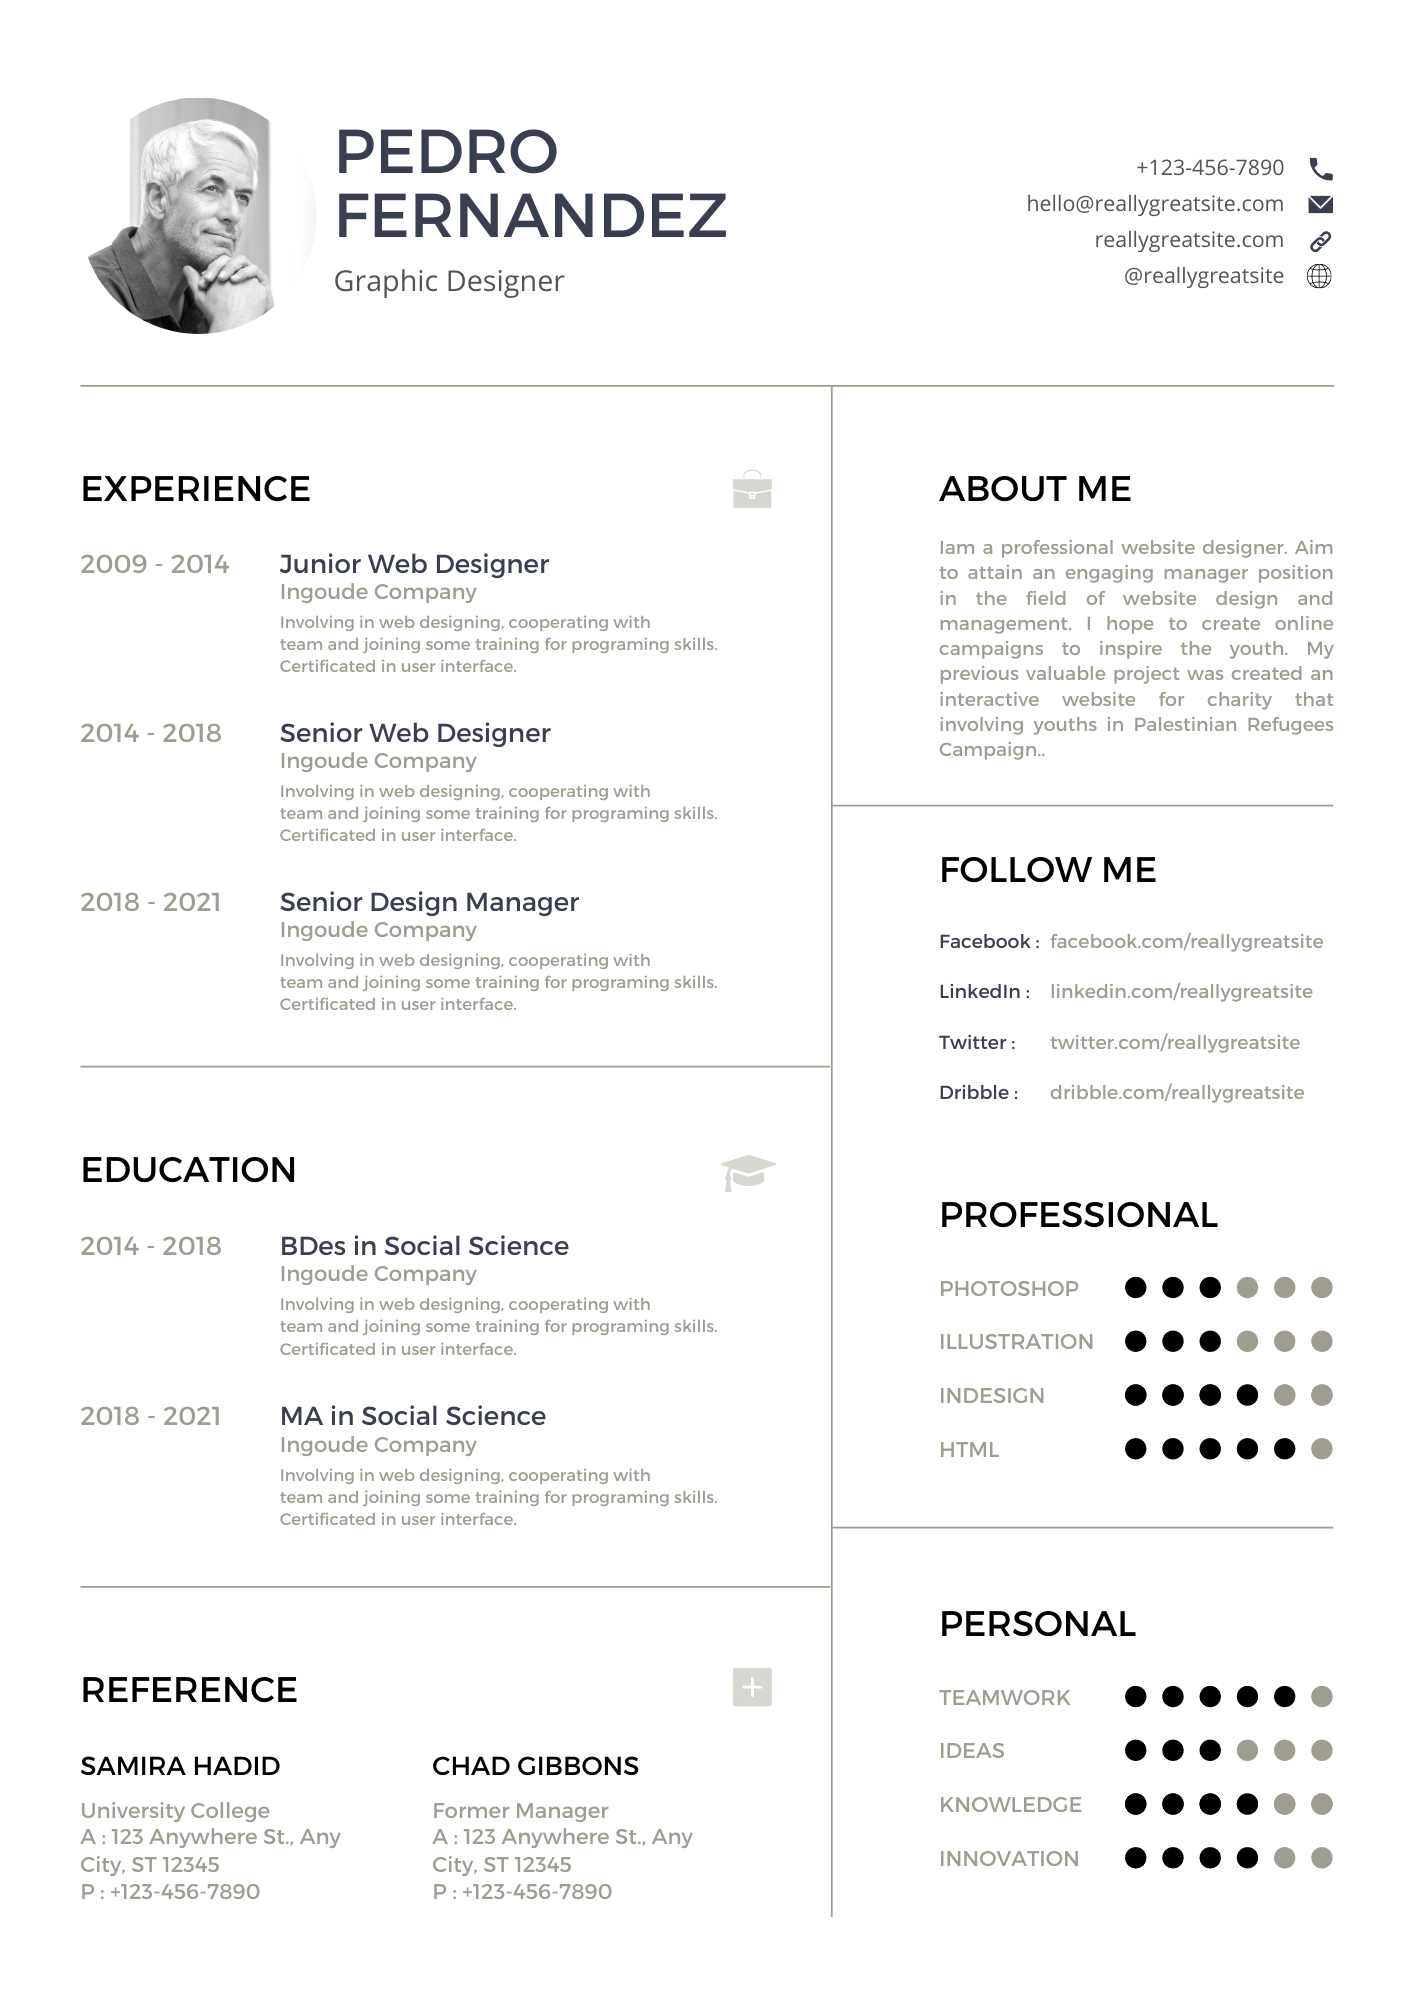 PEDRO
FERNANDEZ
Graphic Designer
+123-456-7890
hello@reallygreatsite.com
reallygreatsite.com
@reallygreatsite
EXPERIENCE
2009 - 2014
Junior Web Designer
Ingoude Company
Involving in web designing, cooperating with
team and joining some training for programing skills.
Certificated in user interface.
2014 - 2018
Senior Web Designer
Ingoude Company
Involving in web designing, cooperating with
team and joining some training for programing skills.
Certificated in user interface.
2018 - 2021
Senior Design Manager
Ingoude Company
Involving in web designing, cooperating with
team and joining some training for programing skills.
Certificated in user interface.
EDUCATION
2014 - 2018
BDes in Social Science
Ingoude Company
Involving in web designing, cooperating with
team and joining some training for programing skills.
Certificated in user interface.
2018 - 2021
MA in Social Science
Ingoude Company
Involving in web designing, cooperating with
team and joining some training for programing skills.
Certificated in user interface.
REFERENCE
SAMIRA HADID
University College
A : 123 Anywhere St., Any
City, ST 12345
P : +123-456-7890
CHAD GIBBONS
Former Manager
A : 123 Anywhere St., Any
City, ST 12345
P : +123-456-7890
ABOUT ME
Iam a professional website designer. Aim
to attain an engaging manager position
in the field of website design and
management. I hope to create online
campaigns to inspire the youth. My
previous valuable project was created an
interactive website for charity that
involving youths in Palestinian Refugees
Campaign..
FOLLOW ME
Facebook : facebook.com/reallygreatsite
LinkedIn : linkedin.com/reallygreatsite
Twitter : twitter.com/reallygreatsite
Dribble : dribble.com/reallygreatsite
PROFESSIONAL
PHOTOSHOP
ILLUSTRATION
INDESIGN
HTML
PERSONAL
TEAMWORK
IDEAS
KNOWLEDGE
INNOVATION